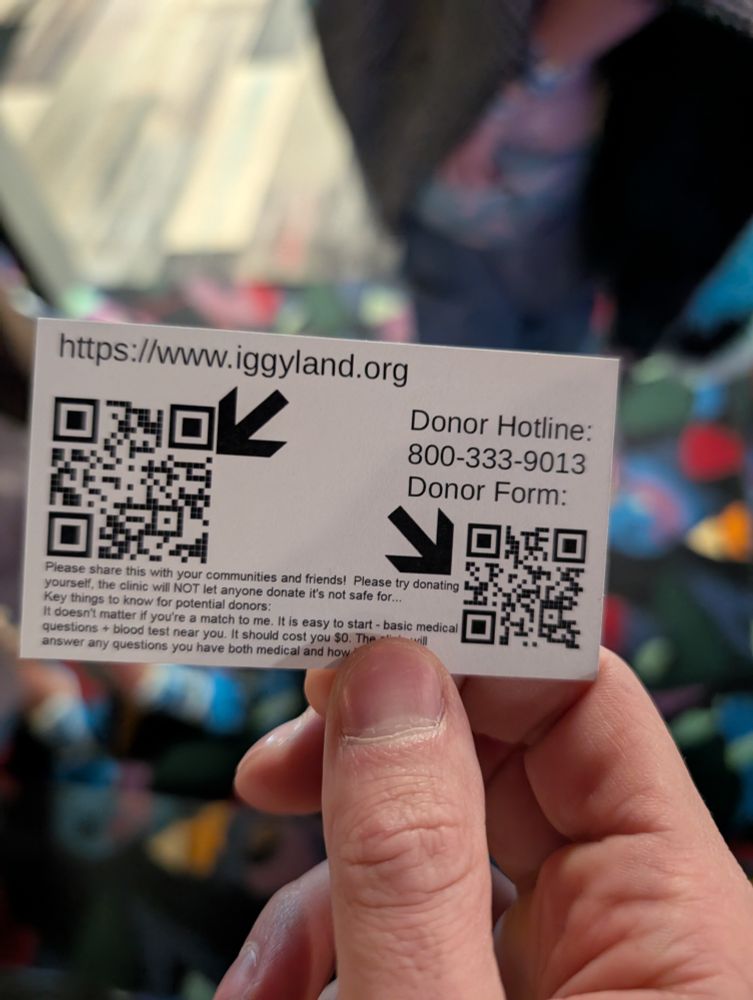 https://www.iggyland.org
Donor Hotline:
800-333-9013
Donor Form:
Please share this with your communities and friends!  Please try donating
yourself, the clinic will NOT let anyone donate it's not safe for...
Key things to know for potential donors:
It doesn't matter if you're a match to me. It is easy to start - basic medical
questions + blood test near you. It should cost you $0. The clinic will
answer any questions you have both medical and how